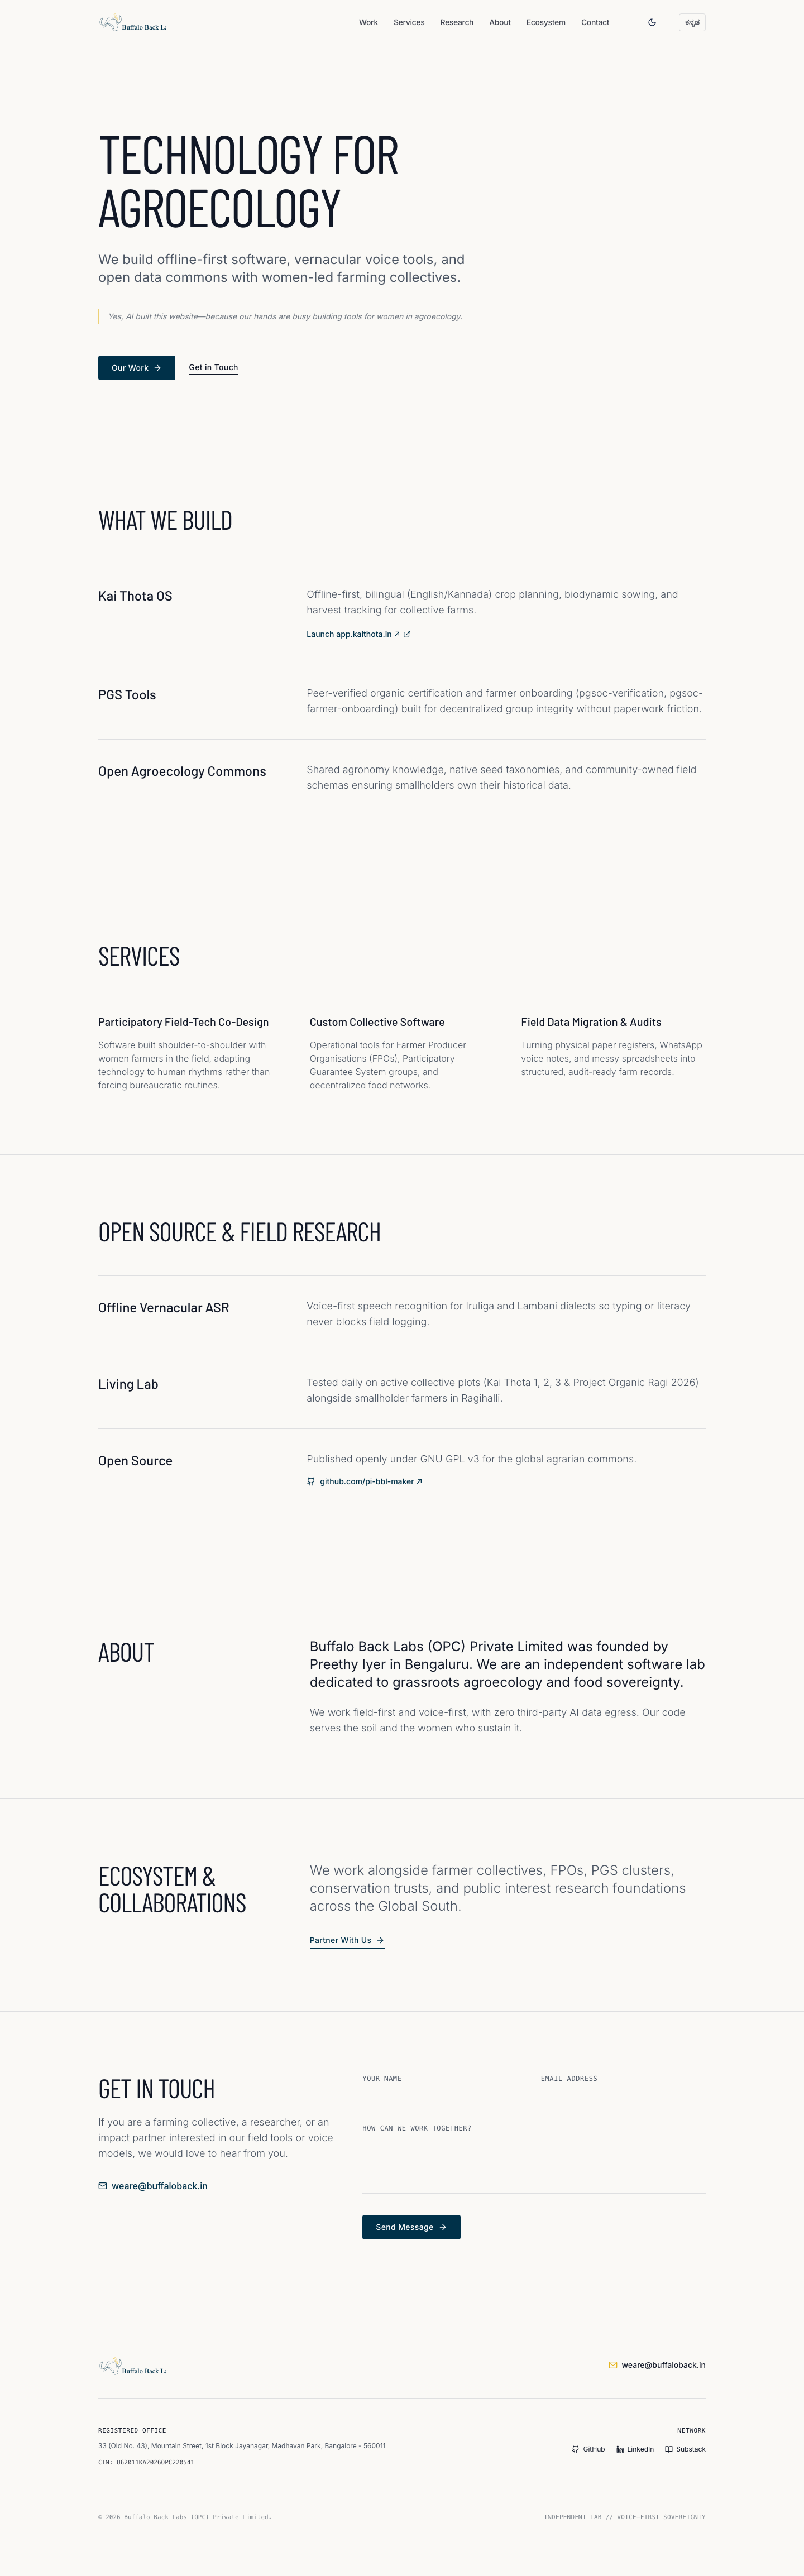 Buffalo Back La
Work Services Research About Ecosystem Contact ಕನ್ನಡ
TECHNOLOGY FOR
AGROECOLOGY
We build offline-first software, vernacular voice tools, and
open data commons with women-led farming collectives.
Yes, AI built this website—because our hands are busy building tools for women in agroecology.
Our Work → Get in Touch
WHAT WE BUILD
Kai Thota OS
Offline-first, bilingual (English/Kannada) crop planning, biodynamic sowing, and
harvest tracking for collective farms.
Launch app.kaithota.in ↗
PGS Tools
Peer-verified organic certification and farmer onboarding (pgsoc-verification, pgsoc-
farmer-onboarding) built for decentralized group integrity without paperwork friction.
Open Agroecology Commons
Shared agronomy knowledge, native seed taxonomies, and community-owned field
schemas ensuring smallholders own their historical data.
SERVICES
Participatory Field-Tech Co-Design
Software built shoulder-to-shoulder with
women farmers in the field, adapting
technology to human rhythms rather than
forcing bureaucratic routines.
Custom Collective Software
Operational tools for Farmer Producer
Organisations (FPOs), Participatory
Guarantee System groups, and
decentralized food networks.
Field Data Migration & Audits
Turning physical paper registers, WhatsApp
voice notes, and messy spreadsheets into
structured, audit-ready farm records.
OPEN SOURCE & FIELD RESEARCH
Offline Vernacular ASR
Voice-first speech recognition for Iruliga and Lambani dialects so typing or literacy
never blocks field logging.
Living Lab
Tested daily on active collective plots (Kai Thota 1, 2, 3 & Project Organic Ragi 2026)
alongside smallholder farmers in Ragihalli.
Open Source
Published openly under GNU GPL v3 for the global agrarian commons.
github.com/pi-bbl-maker ↗
ABOUT
Buffalo Back Labs (OPC) Private Limited was founded by
Preethy Iyer in Bengaluru. We are an independent software lab
dedicated to grassroots agroecology and food sovereignty.
We work field-first and voice-first, with zero third-party AI data egress. Our code
serves the soil and the women who sustain it.
ECOSYSTEM &
COLLABORATIONS
We work alongside farmer collectives, FPOs, PGS clusters,
conservation trusts, and public interest research foundations
across the Global South.
Partner With Us →
GET IN TOUCH
If you are a farming collective, a researcher, or an
impact partner interested in our field tools or voice
models, we would love to hear from you.
weare@buffaloback.in
YOUR NAME
EMAIL ADDRESS
HOW CAN WE WORK TOGETHER?
Send Message →
Buffalo Back La
weare@buffaloback.in
REGISTERED OFFICE
33 (Old No. 43), Mountain Street, 1st Block Jayanagar, Madhavan Park, Bangalore - 560011
CIN: U62011KA2026OPC220541
NETWORK
GitHub LinkedIn Substack
© 2026 Buffalo Back Labs (OPC) Private Limited.
INDEPENDENT LAB // VOICE-FIRST SOVEREIGNTY